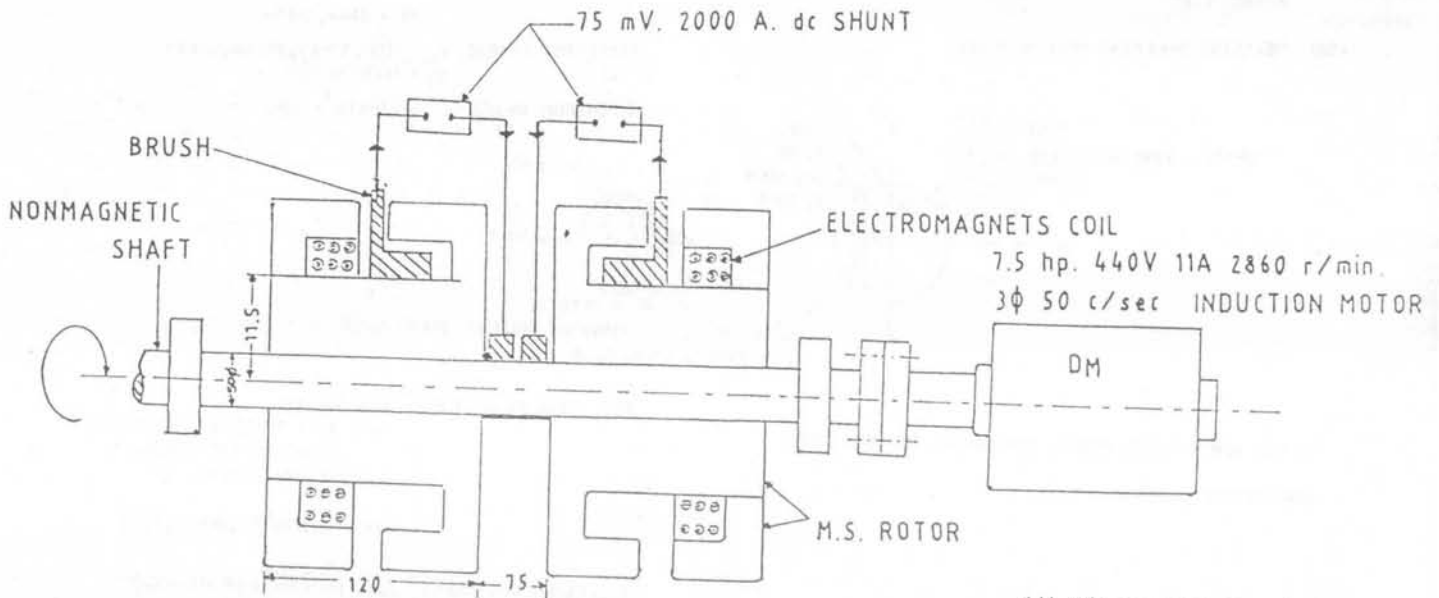 75 mV. 2000 A. dc SHUNT
BRUSH
NONMAGNETIC
SHAFT
ELECTROMAGNETS COIL
7.5 hp. 440V 11A 2860 r/min.
3ϕ 50 c/sec INDUCTION MOTOR
11.5
50ϕ
DM
M.S. ROTOR
120
75